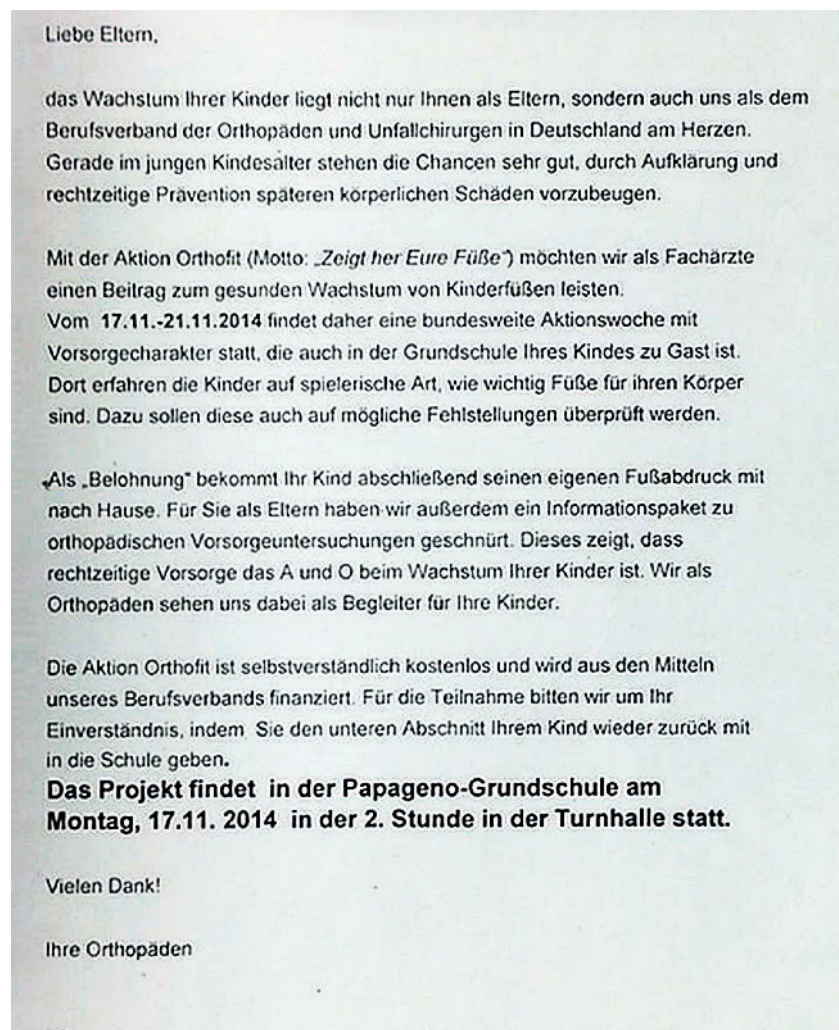 Liebe Eltern,
das Wachstum Ihrer Kinder liegt nicht nur Ihnen als Eltern, sondern auch uns als dem
Berufsverband der Orthopäden und Unfallchirurgen in Deutschland am Herzen.
Gerade im jungen Kindesalter stehen die Chancen sehr gut, durch Aufklärung und
rechtzeitige Prävention späteren körperlichen Schäden vorzubeugen.
Mit der Aktion Orthofit (Motto: „Zeigt her Eure Füße“) möchten wir als Fachärzte
einen Beitrag zum gesunden Wachstum von Kinderfüßen leisten.
Vom 17.11.-21.11.2014 findet daher eine bundesweite Aktionswoche mit
Vorsorgecharakter statt, die auch in der Grundschule Ihres Kindes zu Gast ist.
Dort erfahren die Kinder auf spielerische Art, wie wichtig Füße für ihren Körper
sind. Dazu sollen diese auch auf mögliche Fehlstellungen überprüft werden.
Als „Belohnung“ bekommt Ihr Kind abschließend seinen eigenen Fußabdruck mit
nach Hause. Für Sie als Eltern haben wir außerdem ein Informationspaket zu
orthopädischen Vorsorgeuntersuchungen geschnürt. Dieses zeigt, dass
rechtzeitige Vorsorge das A und O beim Wachstum Ihrer Kinder ist. Wir als
Orthopäden sehen uns dabei als Begleiter für Ihre Kinder.
Die Aktion Orthofit ist selbstverständlich kostenlos und wird aus den Mitteln
unseres Berufsverbands finanziert. Für die Teilnahme bitten wir um Ihr
Einverständnis, indem Sie den unteren Abschnitt Ihrem Kind wieder zurück mit
in die Schule geben.
Das Projekt findet in der Papageno-Grundschule am
Montag, 17.11. 2014 in der 2. Stunde in der Turnhalle statt.
Vielen Dank!
Ihre Orthopäden